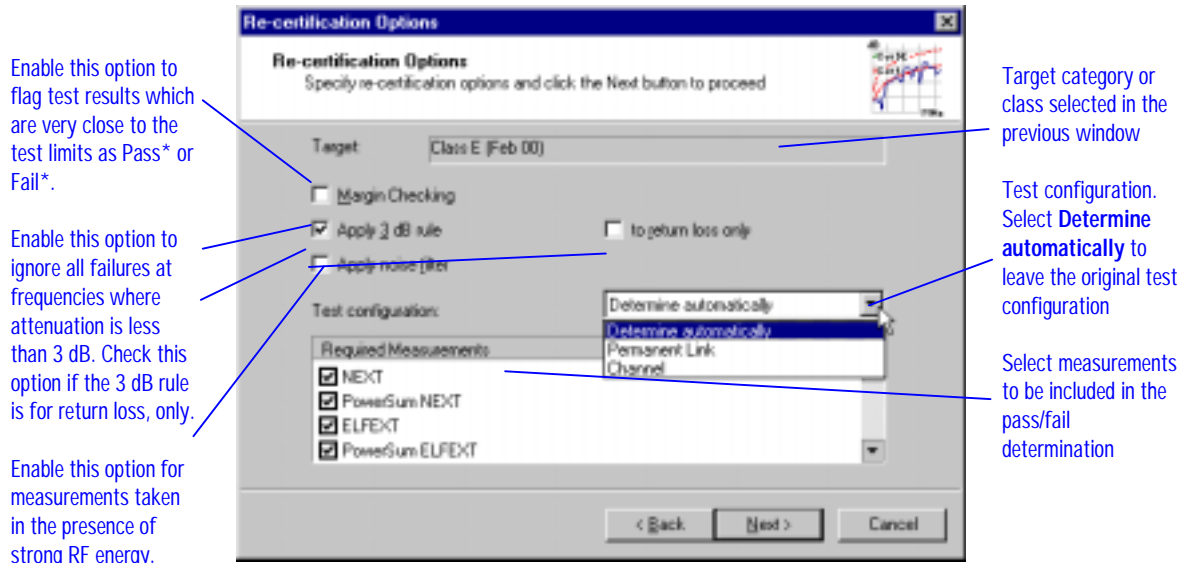 Re-certification Options
Re-certification Options
Specify re-certification options and click the Next button to proceed
Enable this option to
flag test results which
are very close to the
test limits as Pass* or
Fail*.
Enable this option to
ignore all failures at
frequencies where
attenuation is less
than 3 dB. Check this
option if the 3 dB rule
is for return loss, only.
Enable this option for
measurements taken
in the presence of
strong RF energy.
Target: Class E (Feb 00)
Margin Checking
Apply 3 dB rule
to return loss only
Apply noise filter
Test configuration:
Determine automatically
Determine automatically
Permanent Link
Channel
Required Measurements
NEXT
PowerSum NEXT
ELFEXT
PowerSum ELFEXT
< Back
Next >
Cancel
Target category or
class selected in the
previous window
Test configuration.
Select Determine
automatically to
leave the original test
configuration
Select measurements
to be included in the
pass/fail
determination